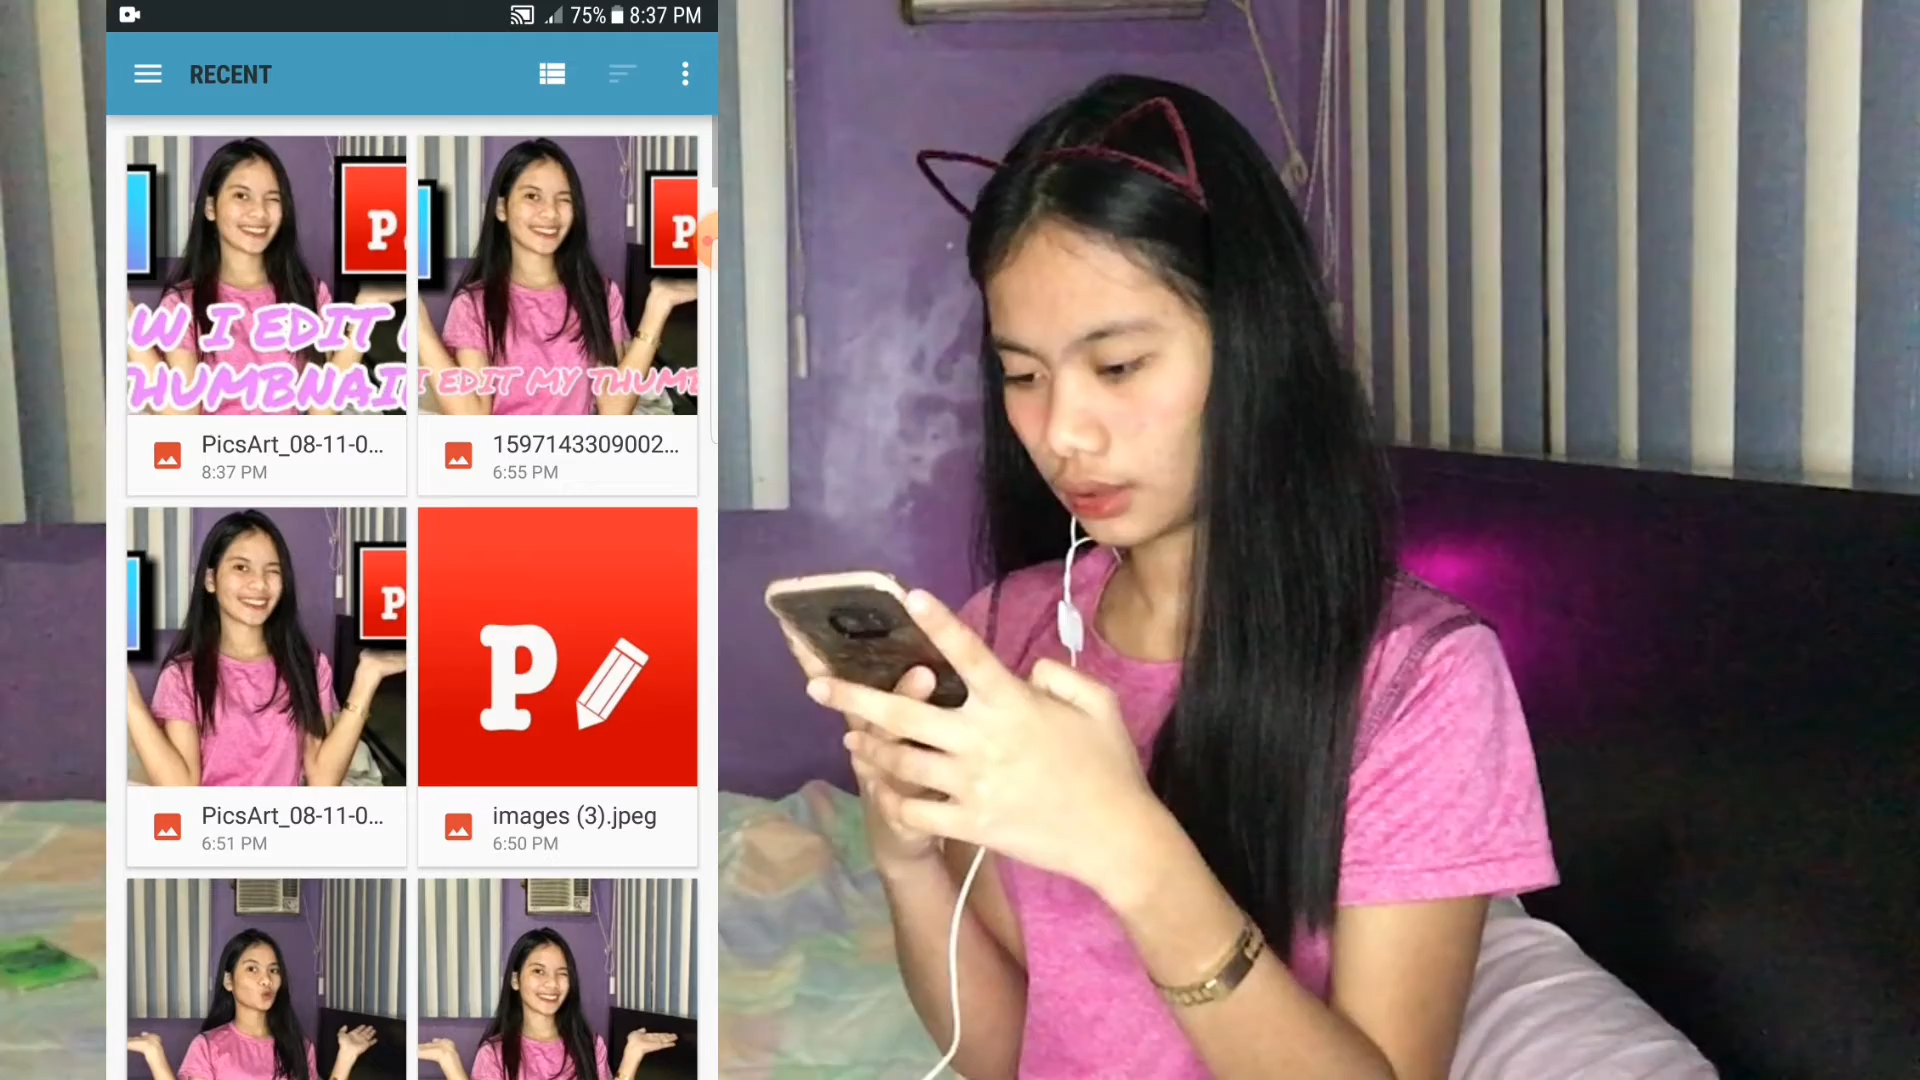 75% 8:37 PM
RECENT
P
P
W I EDIT
THUMBNAI
I EDIT MY THUM
PicsArt_08-11-0...
8:37 PM
1597143309002...
6:55 PM
P
P
PicsArt_08-11-0...
6:51 PM
images (3).jpeg
6:50 PM